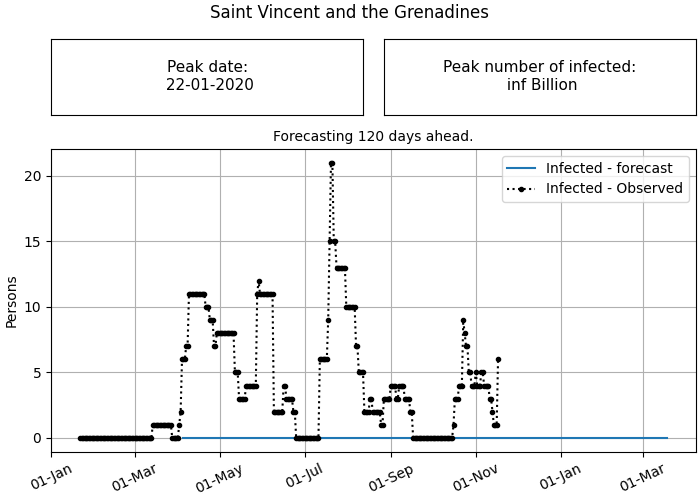 Saint Vincent and the Grenadines
Peak date:
22-01-2020
Peak number of infected:
inf Billion
Forecasting 120 days ahead.
Infected - forecast
Infected - Observed
Persons
20
15
10
5
0
01-Jan
01-Mar
01-May
01-Jul
01-Sep
01-Nov
01-Jan
01-Mar